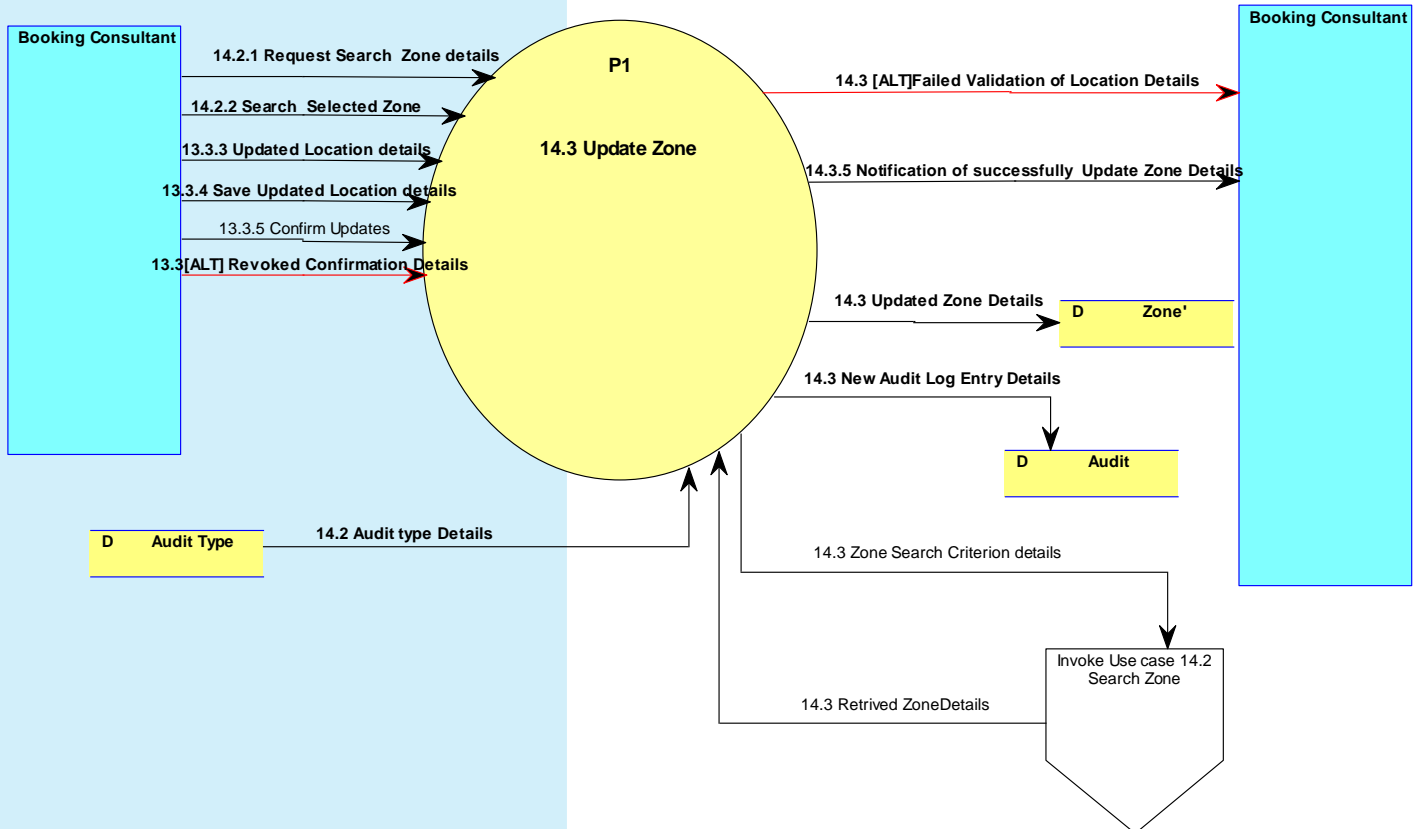 Booking Consultant
14.2.1 Request Search Zone details
14.2.2 Search Selected Zone
13.3.3 Updated Location details
13.3.4 Save Updated Location details
13.3.5 Confirm Updates
13.3[ALT] Revoked Confirmation Details
P1
14.3 Update Zone
Booking Consultant
14.3 [ALT]Failed Validation of Location Details
14.3.5 Notification of successfully Update Zone Details
14.3 Updated Zone Details
D Zone'
14.3 New Audit Log Entry Details
D Audit
D Audit Type
14.2 Audit type Details
14.3 Zone Search Criterion details
Invoke Use case 14.2
Search Zone
14.3 Retrived ZoneDetails